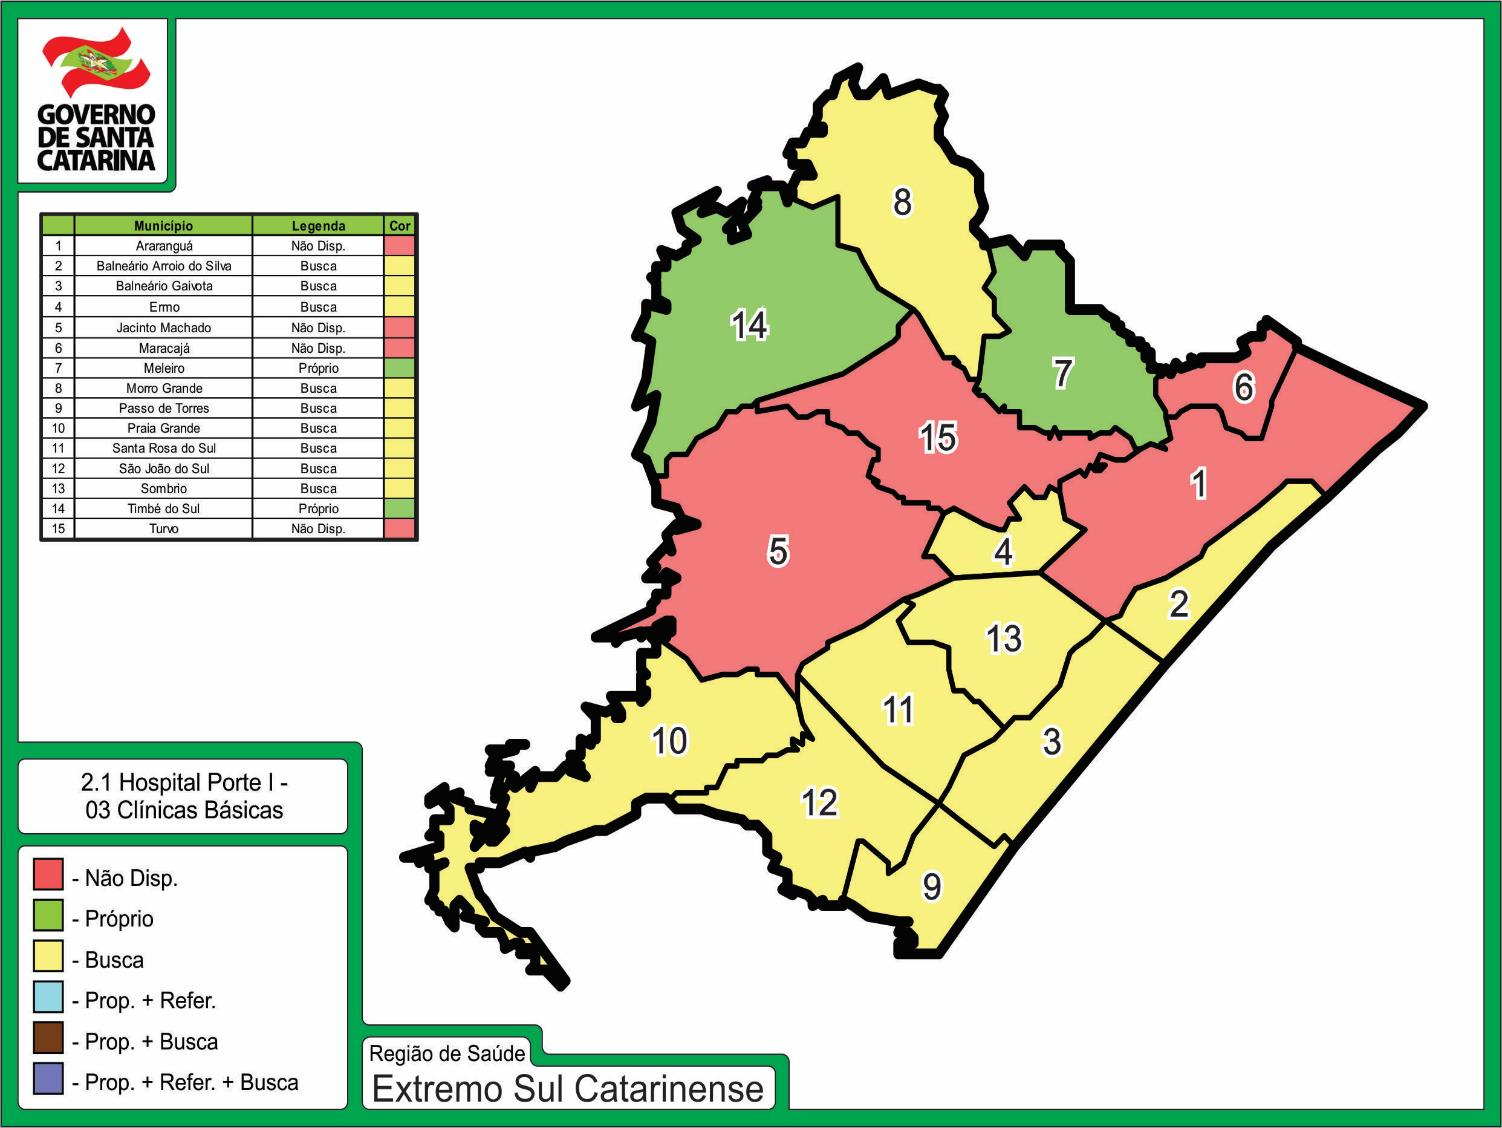 GOVERNO
DE SANTA
CATARINA
Município Legenda Cor
1 Araranguá Não Disp.
2 Balneário Arroio do Silva Busca
3 Balneário Gaivota Busca
4 Ermo Busca
5 Jacinto Machado Não Disp.
6 Maracajá Não Disp.
7 Meleiro Próprio
8 Morro Grande Busca
9 Passo de Torres Busca
10 Praia Grande Busca
11 Santa Rosa do Sul Busca
12 São João do Sul Busca
13 Sombrio Busca
14 Timbé do Sul Próprio
15 Turvo Não Disp.
8
14
7
6
15
1
5
4
2
13
11
10
3
12
9
2.1 Hospital Porte I -
03 Clínicas Básicas
- Não Disp.
- Próprio
- Busca
- Prop. + Refer.
- Prop. + Busca
- Prop. + Refer. + Busca
Região de Saúde
Extremo Sul Catarinense